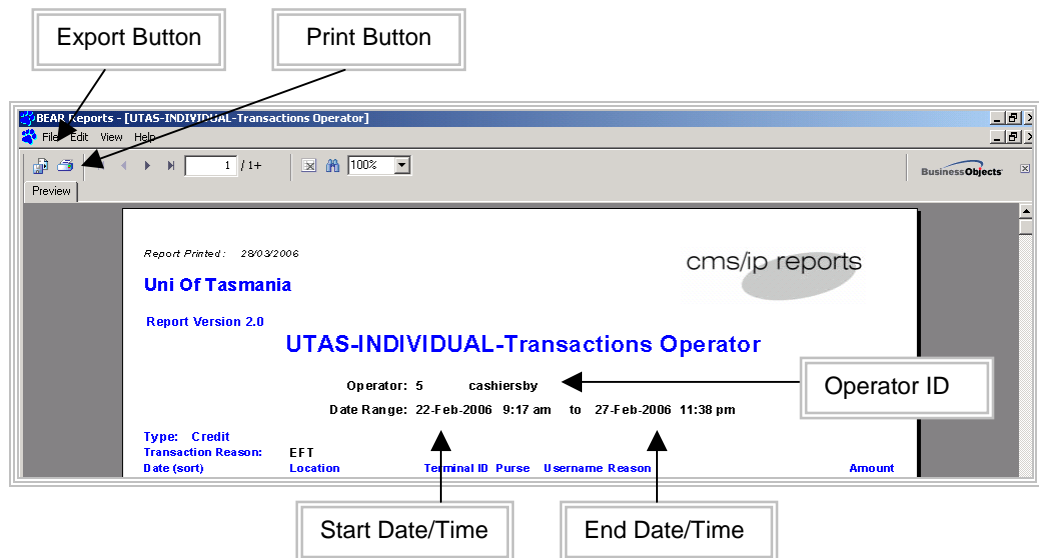 Export Button
Print Button
BEAR Reports - [UTAS-INDIVIDUAL-Transactions Operator]
File Edit View Help
1 / 1+ 100%
BusinessObjects
Preview
Report Printed: 28/03/2006
cms/ip reports
Uni Of Tasmania
Report Version 2.0
UTAS-INDIVIDUAL-Transactions Operator
Operator: 5 cashiersby
Operator ID
Date Range: 22-Feb-2006 9:17 am to 27-Feb-2006 11:38 pm
Type: Credit
Transaction Reason: EFT
Date (sort) Location Terminal ID Purse Username Reason Amount
Start Date/Time
End Date/Time